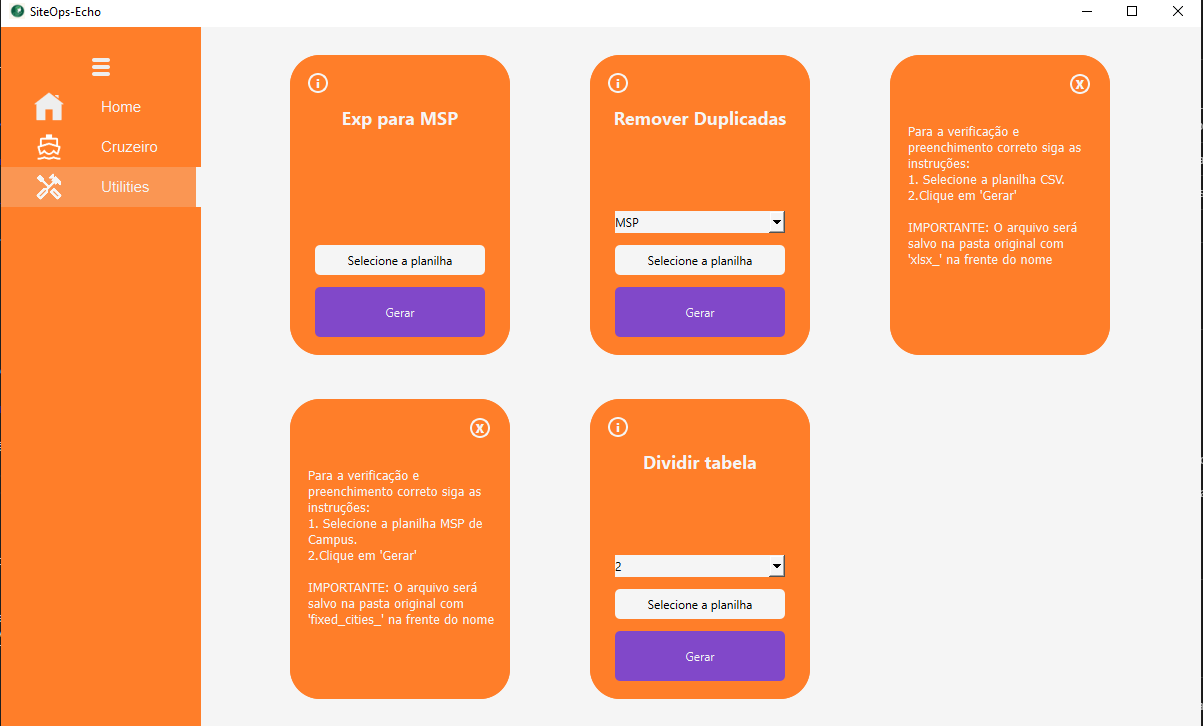 SiteOps-Echo
Home
Cruzeiro
Utilities
i
Exp para MSP
Selecione a planilha
Gerar
i
Remover Duplicadas
MSP
Selecione a planilha
Gerar
X
Para a verificação e
preenchimento correto siga as
instruções:
1. Selecione a planilha CSV.
2.Clique em 'Gerar'
IMPORTANTE: O arquivo será
salvo na pasta original com
'xlsx_' na frente do nome
X
Para a verificação e
preenchimento correto siga as
instruções:
1. Selecione a planilha MSP de
Campus.
2.Clique em 'Gerar'
IMPORTANTE: O arquivo será
salvo na pasta original com
'fixed_cities_' na frente do nome
i
Dividir tabela
2
Selecione a planilha
Gerar